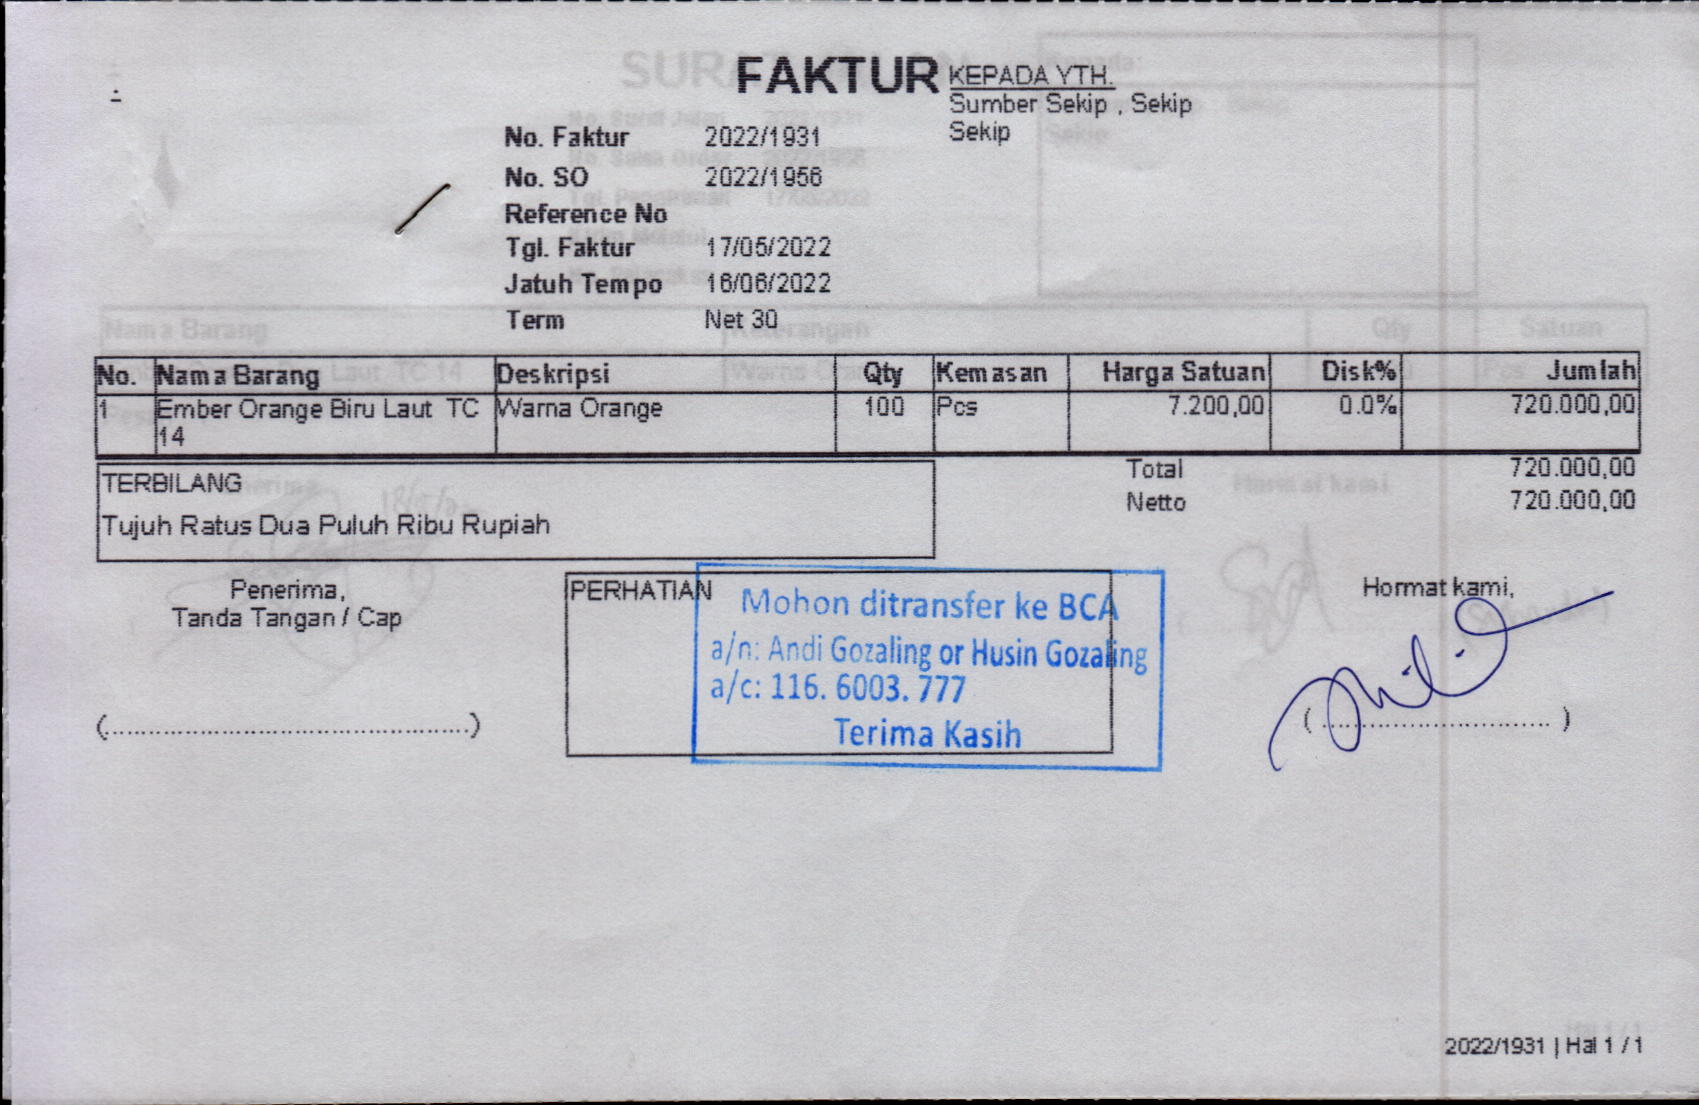 FAKTUR
KEPADA YTH.
Sumber Sekip , Sekip
Sekip
No. Faktur 2022/1931
No. SO 2022/1956
Reference No
Tgl. Faktur 17/05/2022
Jatuh Tempo 16/06/2022
Term Net 30
No. Nama Barang Deskripsi Qty Kemasan Harga Satuan Disk% Jumlah
1 Ember Orange Biru Laut TC Warna Orange 100 Pcs 7.200,00 0.0% 720.000,00
14
Total 720.000,00
Netto 720.000,00
TERBILANG
Tujuh Ratus Dua Puluh Ribu Rupiah
Penerima,
Tanda Tangan / Cap
(..............................................)
PERHATIAN
Mohon ditransfer ke BCA
a/n: Andi Gozaling or Husin Gozaling
a/c: 116. 6003. 777
Terima Kasih
Hormat kami,
(..............................)
2022/1931 | Hal 1 / 1